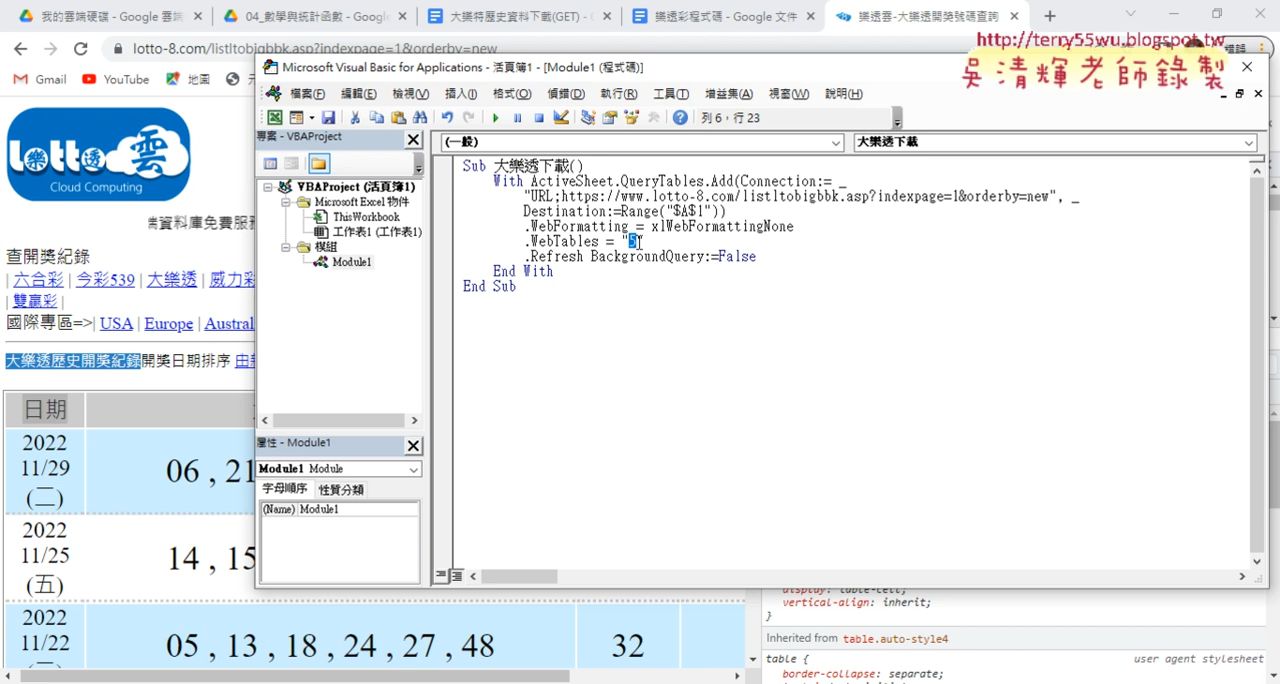 我的雲端硬碟 - Google 雲端
04_數學與統計函數 - Googl
大樂特歷史資料下載(GET) -
樂透彩程式碼 - Google 文件
樂透雲-大樂透開獎號碼查詢
lotto-8.com/listltobigbbk.asp?indexpage=1&orderby=new
Gmail
YouTube
地圖
http://terry55wu.blogspot.tw
吳清輝老師錄製
Microsoft Visual Basic for Applications - 活頁簿1 - [Module1 (程式碼)]
檔案(F) 編輯(E) 檢視(V) 插入(I) 格式(O) 偵錯(D) 執行(R) 工具(T) 增益集(A) 視窗(W) 說明(H)
列 6，行 23
專案 - VBAProject
VBAProject (活頁簿1)
Microsoft Excel 物件
ThisWorkbook
工作表1 (工作表1)
模組
Module1
屬性 - Module1
Module1 Module
字母順序 性質分類
(Name) Module1
(一般)
大樂透下載
Sub 大樂透下載()
With ActiveSheet.QueryTables.Add(Connection:= _
"URL;https://www.lotto-8.com/listltobigbbk.asp?indexpage=1&orderby=new", _
Destination:=Range("$A$1"))
.WebFormatting = xlWebFormattingNone
.WebTables = "5
.Refresh BackgroundQuery:=False
End With
End Sub
lotto 樂透雲
Cloud Computing
資料庫免費服
查開獎紀錄
| 六合彩 | 今彩539 | 大樂透 | 威力彩
| 雙贏彩 |
國際專區=>| USA | Europe | Austral
大樂透歷史開獎紀錄開獎日期排序 由
日期
2022
11/29
(二)
06 , 21
2022
11/25
(五)
14 , 15
2022
11/22
05 , 13 , 18 , 24 , 27 , 48
32
vertical-align: inherit;
}
Inherited from table.auto-style4
table {
user agent stylesheet
border-collapse: separate;